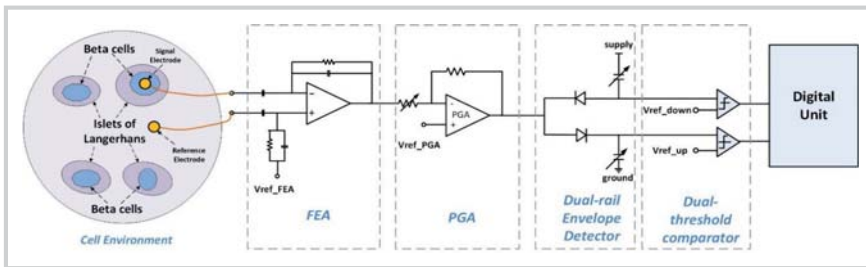 Beta cells
Signal
Electrode
Islets of
Langerhans
Reference
Electrode
Beta cells
Cell Environment
Vref_FEA
FEA
PGA
Vref_PGA
PGA
supply
ground
Dual-rail
Envelope
Detector
Vref_down
Vref_up
Dual-
threshold
comparator
Digital
Unit